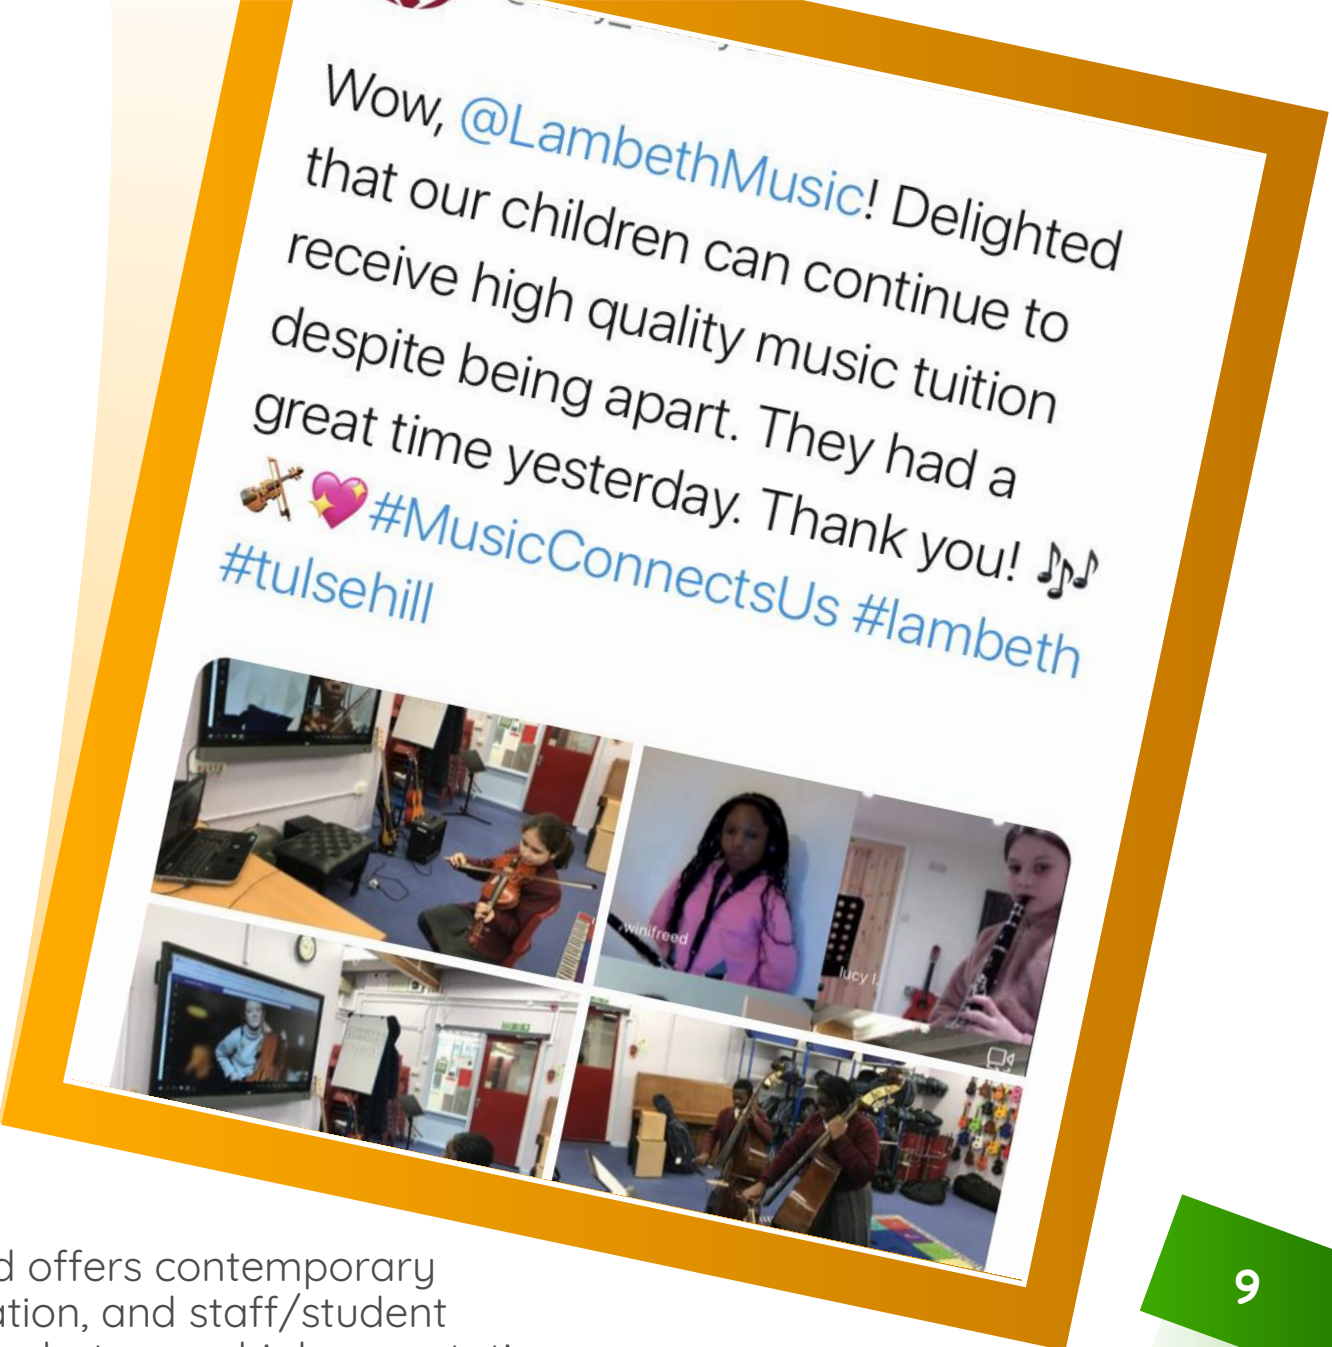 Wow, @LambethMusic! Delighted
that our children can continue to
receive high quality music tuition
despite being apart. They had a
great time yesterday. Thank you! 🎶
🎻💖#MusicConnectsUs #lambeth
#tulsehill
winifreed
lucy l.
offers contemporary
and staff/student
9